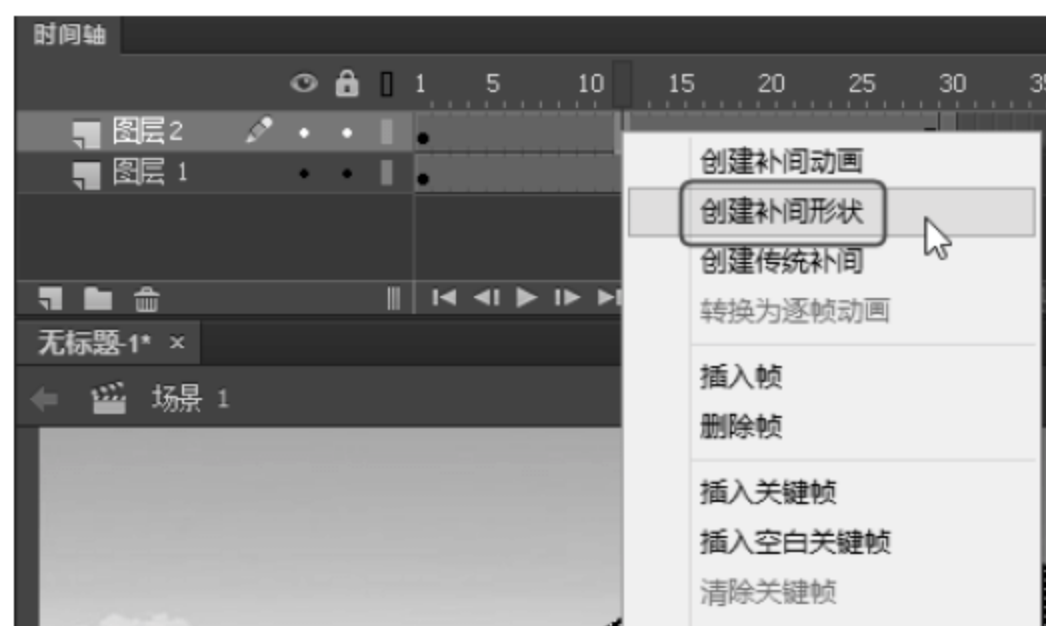 时间轴
1 5 10 15 20 25 30 35
图层2
图层 1
创建补间动画
创建补间形状
创建传统补间
转换为逐帧动画
插入帧
删除帧
插入关键帧
插入空白关键帧
清除关键帧
无标题-1* ×
场景 1